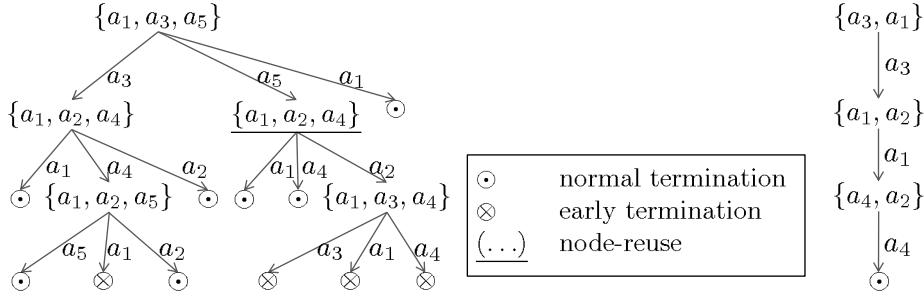 {a₁, a₃, a₅} {a₃, a₁}
a₃ a₅ a₁ a₃
{a₁, a₂, a₄} {a₁, a₂, a₄} {a₁, a₂}
a₁ a₄ a₂ a₁ a₄ a₂ a₁
{a₁, a₂, a₅} {a₁, a₃, a₄} {a₄, a₂}
a₅ a₁ a₂ a₃ a₁ a₄ a₄
⊙ normal termination
⊗ early termination
(...) node-reuse